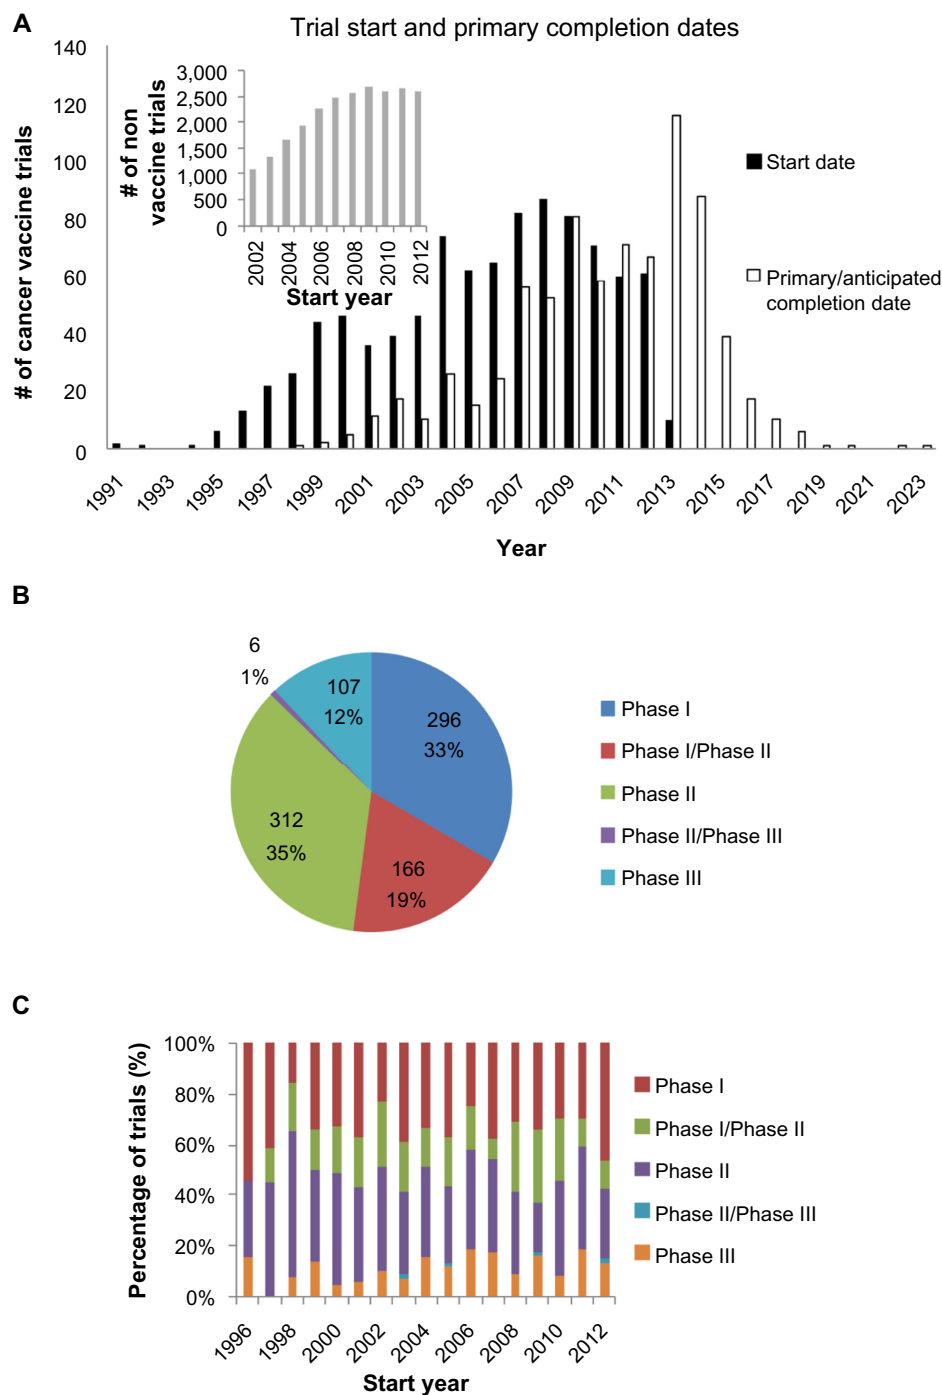 A
Trial start and primary completion dates
# of cancer vaccine trials
140
120
100
80
60
40
20
0
# of non
vaccine trials
3,000
2,500
2,000
1,500
1,000
500
0
2002
2004
2006
2008
2010
2012
Start year
Start date
Primary/anticipated
completion date
1991
1993
1995
1997
1999
2001
2003
2005
2007
2009
2011
2013
2015
2017
2019
2021
2023
Year
B
6
1%
107
12%
296
33%
312
35%
166
19%
Phase I
Phase I/Phase II
Phase II
Phase II/Phase III
Phase III
C
Percentage of trials (%)
100%
80%
60%
40%
20%
0%
1996
1998
2000
2002
2004
2006
2008
2010
2012
Start year
Phase I
Phase I/Phase II
Phase II
Phase II/Phase III
Phase III